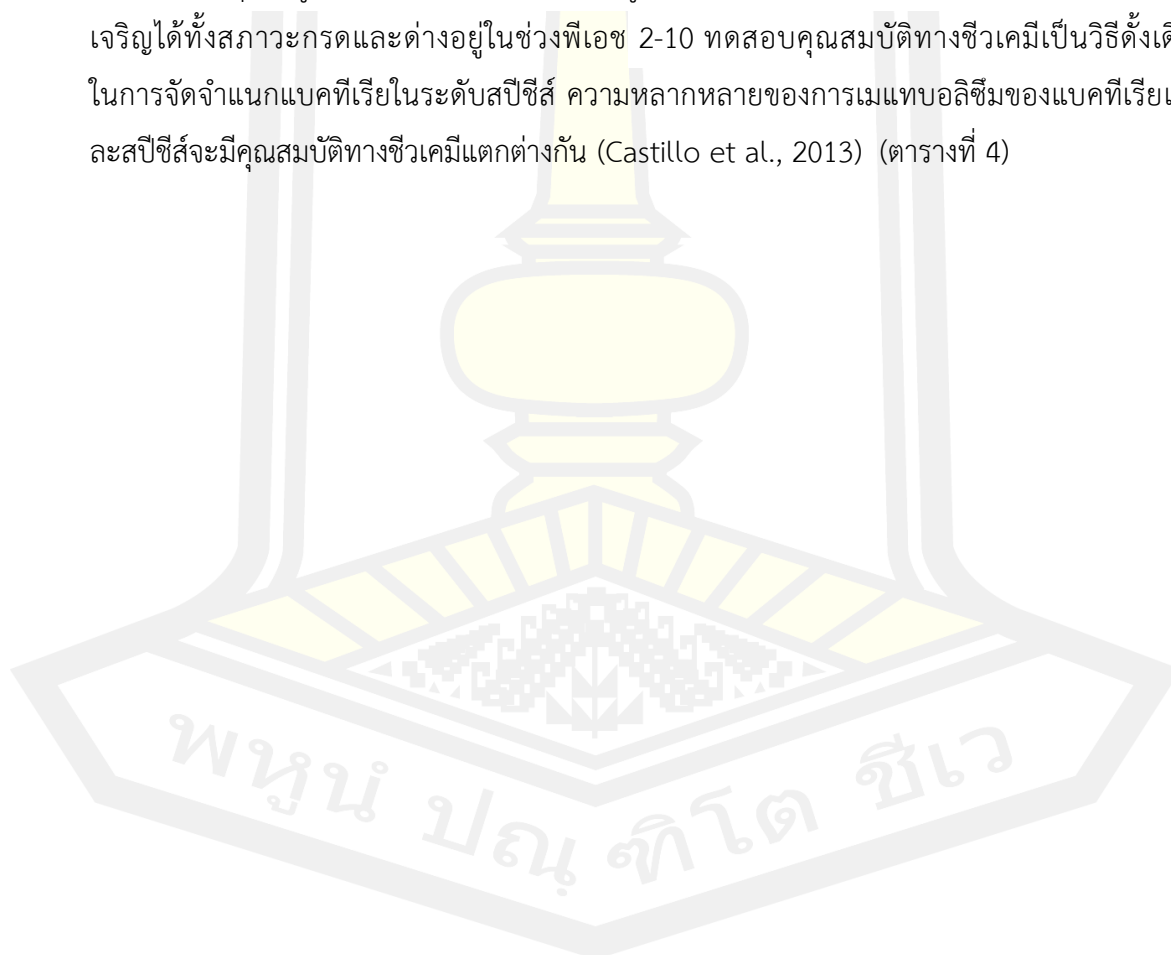 เจริญได้ทั้งสภาวะกรดและด่างอยู่ในช่วงพีเอช 2-10 ทดสอบคุณสมบัติทางชีวเคมีเป็นวิธีดั้งเดิ
ในการจัดจำแนกแบคทีเรียในระดับสปีชีส์ ความหลากหลายของการเมแทบอลิซึมของแบคทีเรียแ
ละสปีชีส์จะมีคุณสมบัติทางชีวเคมีแตกต่างกัน (Castillo et al., 2013) (ตารางที่ 4)
พหูนํ ปณฺฑิโต ชีเว